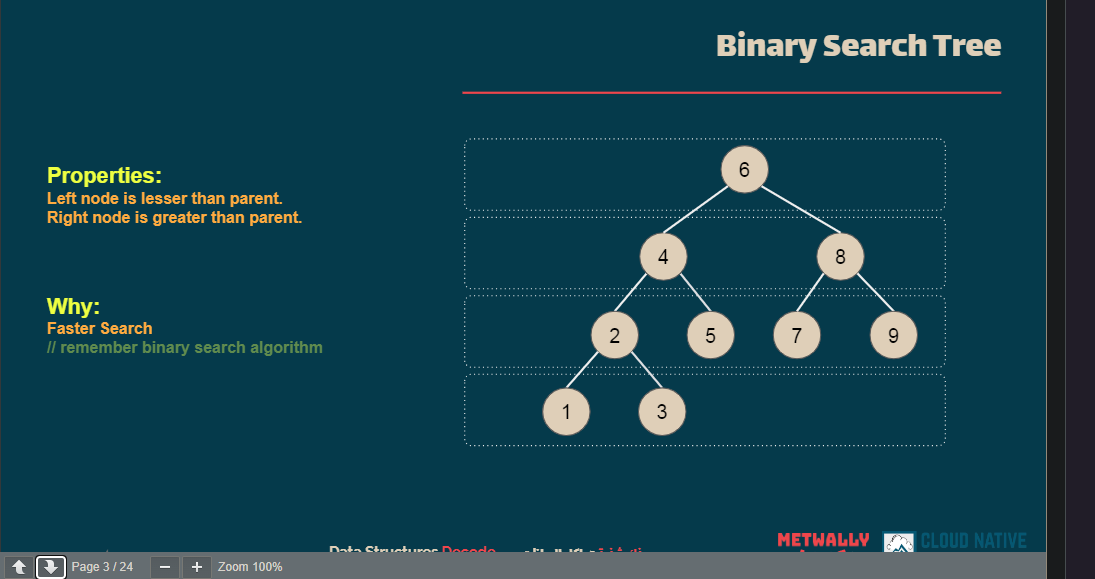 Binary Search Tree
Properties:
Left node is lesser than parent.
Right node is greater than parent.
Why:
Faster Search
// remember binary search algorithm
6
4
8
2
5
7
9
1
3
Data Structures Decode
METWALLY
CLOUD NATIVE
Page 3 / 24
Zoom 100%